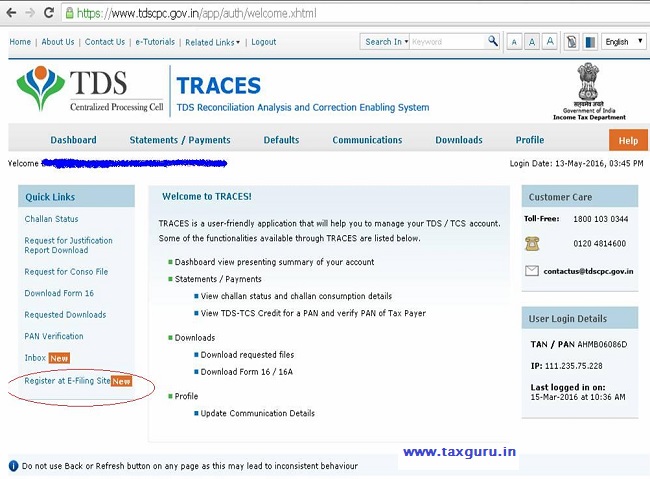 https://www.tdscpc.gov.in/app/auth/welcome.xhtml
Home | About Us | Contact Us | e-Tutorials | Related Links | Logout
Search In Keyword
A A A
English
TDS
Centralized Processing Cell
TRACES
TDS Reconciliation Analysis and Correction Enabling System
सत्यमेव जयते
Government of India
Income Tax Department
Dashboard Statements / Payments Defaults Communications Downloads Profile Help
Velcome
Login Date: 13-May-2016, 03:45 PM
Quick Links
Challan Status
Request for Justification
Report Download
Request for Conso File
Download Form 16
Requested Downloads
PAN Verification
Inbox New
Register at E-Filing Site New
Welcome to TRACES!
TRACES is a user-friendly application that will help you to manage your TDS / TCS account.
Some of the functionalities available through TRACES are listed below.
Dashboard view presenting summary of your account
Statements / Payments
View challan status and challan consumption details
View TDS-TCS Credit for a PAN and verify PAN of Tax Payer
Downloads
Download requested files
Download Form 16 / 16A
Profile
Update Communication Details
Customer Care
Toll-Free: 1800 103 0344
0120 4814600
contactus@tdscpc.gov.in
User Login Details
TAN / PAN AHMB06086D
IP: 111.235.75.228
Last logged in on:
15-Mar-2016 at 10:36 AM
www.taxguru.in
Do not use Back or Refresh button on any page as this may lead to inconsistent behaviour